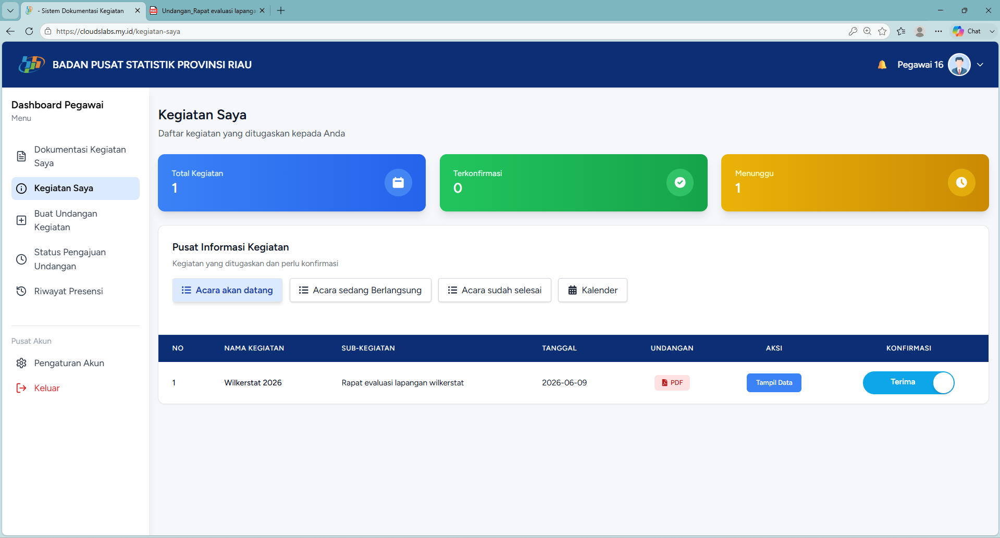 - Sistem Dokumentasi Kegiatan
Undangan_Rapat evaluasi lapanga
https://cloudslabs.my.id/kegiatan-saya
Chat
BADAN PUSAT STATISTIK PROVINSI RIAU
Pegawai 16
Dashboard Pegawai
Menu
Dokumentasi Kegiatan
Saya
Kegiatan Saya
Buat Undangan
Kegiatan
Status Pengajuan
Undangan
Riwayat Presensi
Pusat Akun
Pengaturan Akun
Keluar
Kegiatan Saya
Daftar kegiatan yang ditugaskan kepada Anda
Total Kegiatan
1
Terkonfirmasi
0
Menunggu
1
Pusat Informasi Kegiatan
Kegiatan yang ditugaskan dan perlu konfirmasi
Acara akan datang
Acara sedang Berlangsung
Acara sudah selesai
Kalender
NO NAMA KEGIATAN SUB-KEGIATAN TANGGAL UNDANGAN AKSI KONFIRMASI
1 Wilkerstat 2026 Rapat evaluasi lapangan wilkerstat 2026-06-09 PDF Tampil Data Terima